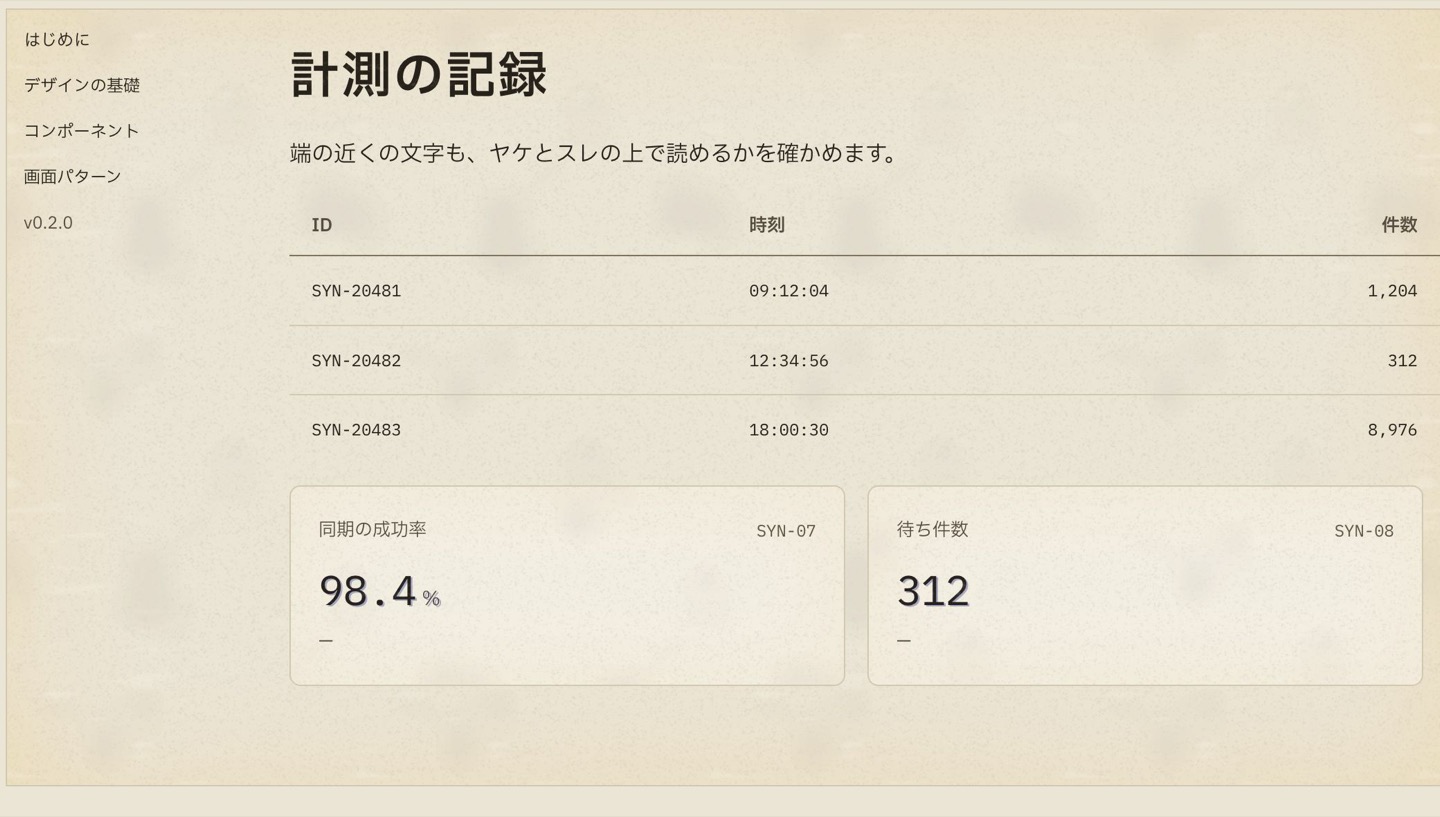 はじめに
デザインの基礎
コンポーネント
画面パターン
v0.2.0
計測の記録
端の近くの文字も、ヤケとスレの上で読めるかを確かめます。
ID 時刻 件数
SYN-20481 09:12:04 1,204
SYN-20482 12:34:56 312
SYN-20483 18:00:30 8,976
同期の成功率 SYN-07
98.4%
—
待ち件数 SYN-08
312
—